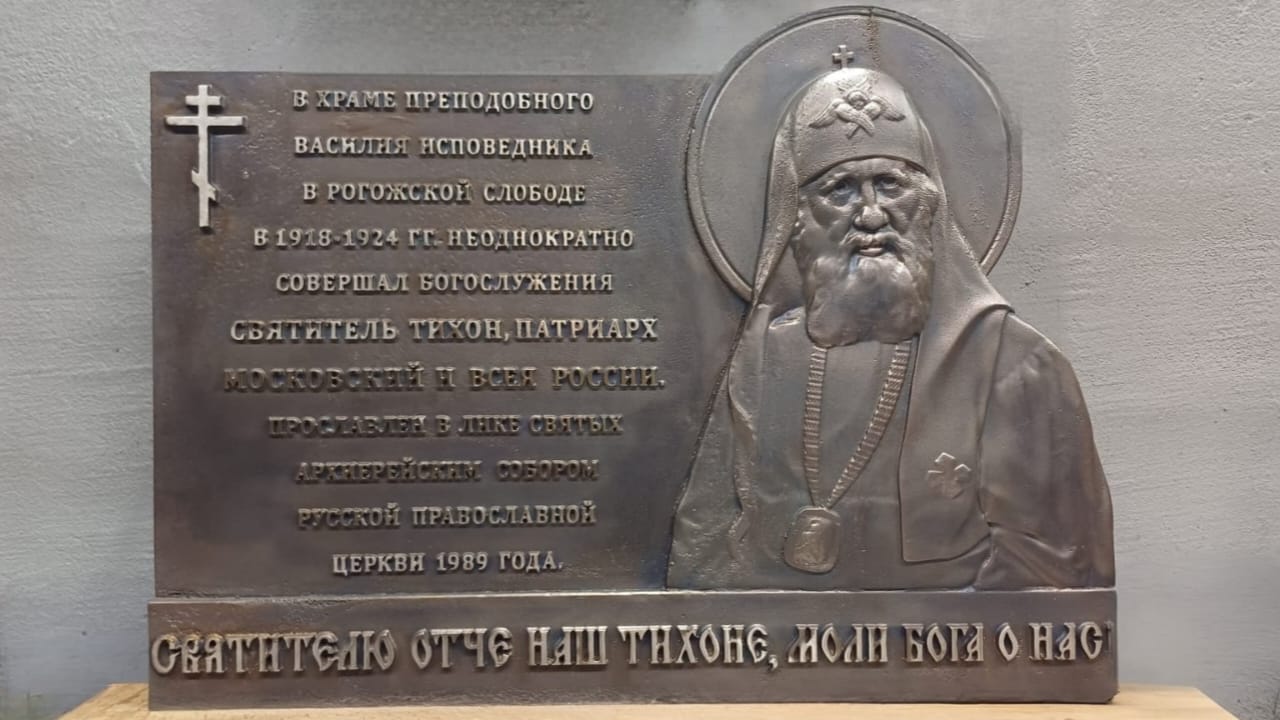 В ХРАМЕ ПРЕПОДОБНОГО
ВАСИЛИЯ ИСПОВЕДНИКА
В РОГОЖСКОЙ СЛОБОДЕ
В 1918-1924 ГГ. НЕОДНОКРАТНО
СОВЕРШАЛ БОГОСЛУЖЕНИЯ
СВЯТИТЕЛЬ ТИХОН, ПАТРИАРХ
МОСКОВСКИЙ И ВСЕЯ РОССИИ.
ПРОСЛАВЛЕН В ЛИКЕ СВЯТЫХ
АРХИЕРЕЙСКИМ СОБОРОМ
РУССКОЙ ПРАВОСЛАВНОЙ
ЦЕРКВИ 1989 ГОДА.
СВЯТИТЕЛЮ ОТЧЕ НАШ ТИХОНЕ, МОЛИ БОГА О НАС!